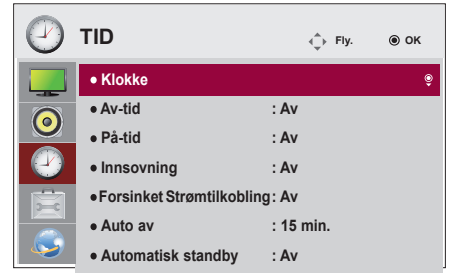 TID Fly. OK
• Klokke
• Av-tid : Av
• På-tid : Av
• Innsovning : Av
• Forsinket Strømtilkobling : Av
• Auto av : 15 min.
• Automatisk standby : Av